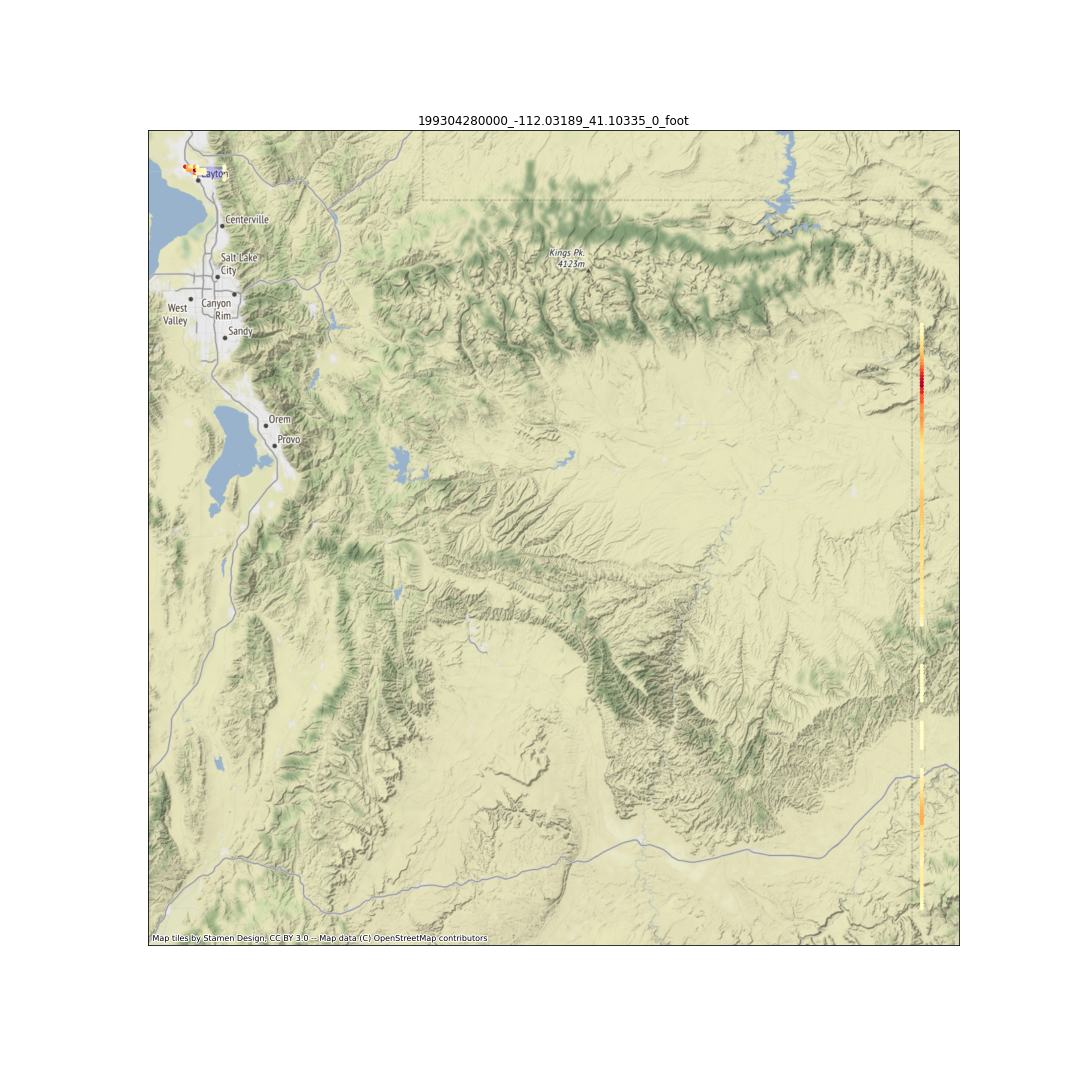 199304280000_-112.03189_41.10335_0_foot
Layton
Centerville
Salt Lake
City
Kings Pk.
4123m
West
Valley
Canyon
Rim
Sandy
Orem
Provo
Map tiles by Stamen Design, CC BY 3.0 -- Map data (C) OpenStreetMap contributors